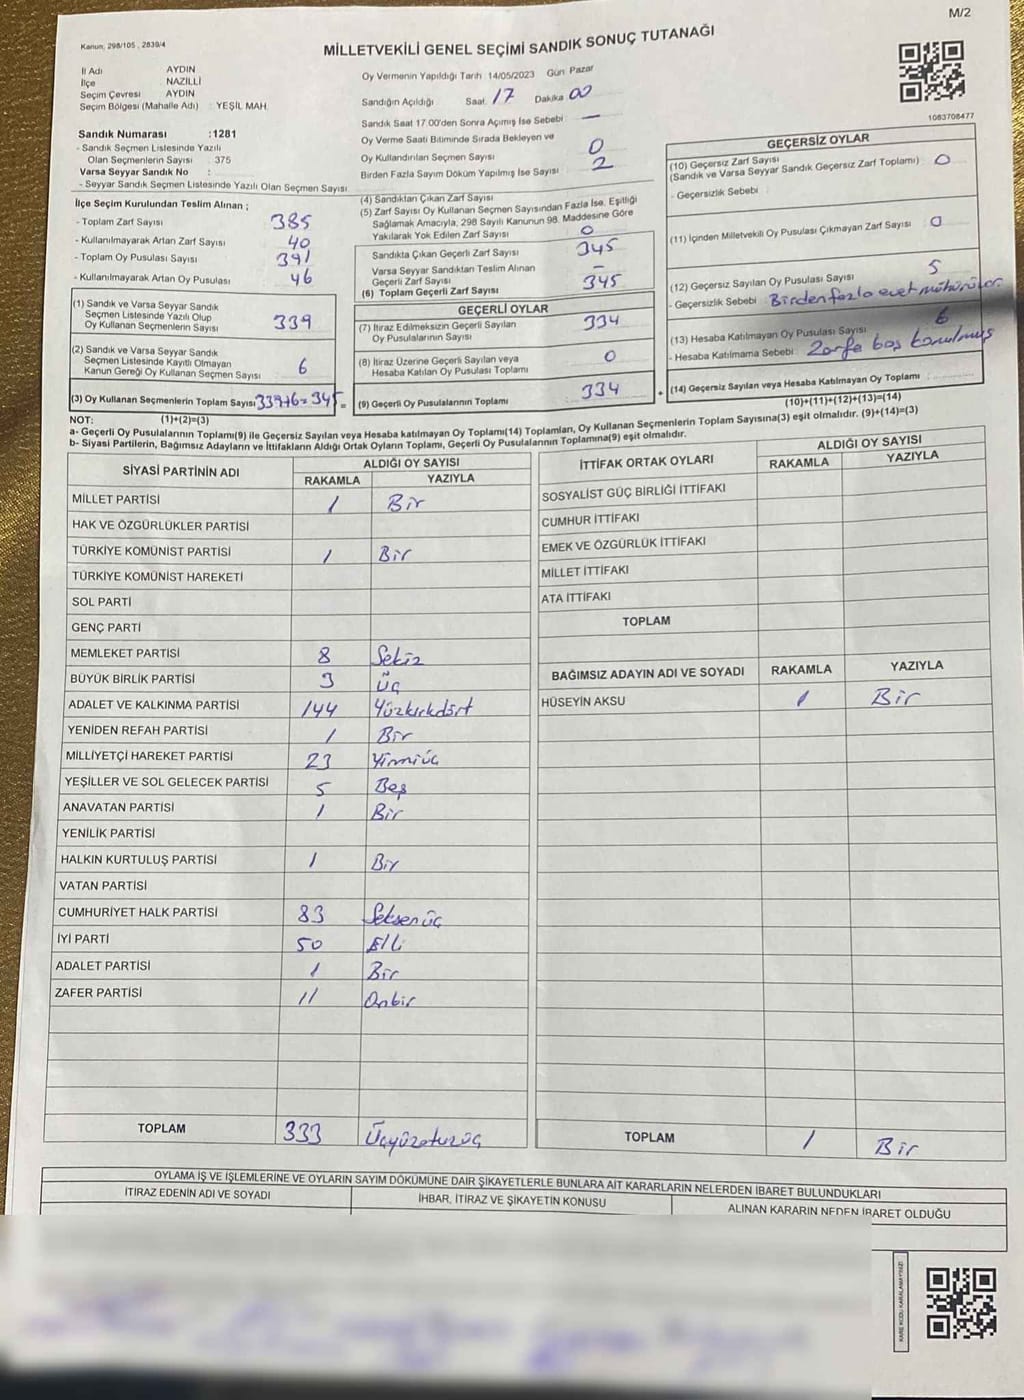 M/2
Kanun, 298/105 , 2839/4
MİLLETVEKİLİ GENEL SEÇİMİ SANDIK SONUÇ TUTANAĞI
İl Adı AYDIN
İlçe NAZİLLİ
Seçim Çevresi AYDIN
Seçim Bölgesi (Mahalle Adı) : YEŞİL MAH
Sandık Numarası :1281
- Sandık Seçmen Listesinde Yazılı
Olan Seçmenlerin Sayısı : 375
Varsa Seyyar Sandık No :
- Seyyar Sandık Seçmen Listesinde Yazılı Olan Seçmen Sayısı
Oy Vermenin Yapıldığı Tarih 14/05/2023 Gün Pazar
Sandığın Açıldığı Saat. 17 Dakika 00
Sandık Saat 17.00'den Sonra Açımış İse Sebebi —
Oy Verme Saati Bitiminde Sırada Bekleyen ve
Oy Kullandırılan Seçmen Sayısı 0
Birden Fazla Sayım Döküm Yapılmış İse Sayısı 2
1083708477
İlçe Seçim Kurulundan Teslim Alınan ;
- Toplam Zarf Sayısı 385
- Kullanılmayarak Artan Zarf Sayısı 40
- Toplam Oy Pusulası Sayısı 391
- Kullanılmayarak Artan Oy Pusulası 46
(1) Sandık ve Varsa Seyyar Sandık
Seçmen Listesinde Yazılı Olup
Oy Kullanan Seçmenlerin Sayısı 339
(2) Sandık ve Varsa Seyyar Sandık
Seçmen Listesinde Kayıtlı Olmayan
Kanun Gereği Oy Kullanan Seçmen Sayısı 6
(3) Oy Kullanan Seçmenlerin Toplam Sayısı 339+6=345 =
(4) Sandıktan Çıkan Zarf Sayısı
(5) Zarf Sayısı Oy Kullanan Seçmen Sayısından Fazla İse, Eşitliği
Sağlamak Amacıyla, 298 Sayılı Kanunun 98. Maddesine Göre
Yakılarak Yok Edilen Zarf Sayısı 0
Sandıkta Çıkan Geçerli Zarf Sayısı 345
Varsa Seyyar Sandıktan Teslim Alınan
Geçerli Zarf Sayısı —
(6) Toplam Geçerli Zarf Sayısı 345
GEÇERLİ OYLAR
(7) İtiraz Edilmeksizin Geçerli Sayılan
Oy Pusulalarının Sayısı 334
(8) İtiraz Üzerine Geçerli Sayılan veya
Hesaba Katılan Oy Pusulası Toplamı 0
(9) Geçerli Oy Pusulalarının Toplamı 334 +
GEÇERSİZ OYLAR
(10) Geçersiz Zarf Sayısı
(Sandık ve Varsa Seyyar Sandık Geçersiz Zarf Toplamı) 0
- Geçersizlik Sebebi
(11) İçinden Milletvekili Oy Pusulası Çıkmayan Zarf Sayısı 0
(12) Geçersiz Sayılan Oy Pusulası Sayısı 5
- Geçersizlik Sebebi Birden fazla evet mühürüler
(13) Hesaba Katılmayan Oy Pusulası Sayısı 6
- Hesaba Katılmama Sebebi Zarfa boş konulmuş
(14) Geçersiz Sayılan veya Hesaba Katılmayan Oy Toplamı
(10)+(11)+(12)+(13)=(14)
NOT: (1)+(2)=(3)
a- Geçerli Oy Pusulalarının Toplamı(9) ile Geçersiz Sayılan veya Hesaba katılmayan Oy Toplamı(14) Toplamları, Oy Kullanan Seçmenlerin Toplam Sayısına(3) eşit olmalıdır. (9)+(14)=(3)
b- Siyasi Partilerin, Bağımsız Adayların ve İttifakların Aldığı Ortak Oyların Toplamı, Geçerli Oy Pusulalarının Toplamına(9) eşit olmalıdır.
SİYASİ PARTİNİN ADI ALDIĞI OY SAYISI
RAKAMLA YAZIYLA
MİLLET PARTİSİ 1 Bir
HAK VE ÖZGÜRLÜKLER PARTİSİ
TÜRKİYE KOMÜNİST PARTİSİ 1 Bir
TÜRKİYE KOMÜNİST HAREKETİ
SOL PARTİ
GENÇ PARTİ
MEMLEKET PARTİSİ 8 Sekiz
BÜYÜK BİRLİK PARTİSİ 3 Üç
ADALET VE KALKINMA PARTİSİ 144 Yüzkırkdört
YENİDEN REFAH PARTİSİ 1 Bir
MİLLİYETÇİ HAREKET PARTİSİ 23 Yirmiüç
YEŞİLLER VE SOL GELECEK PARTİSİ 5 Beş
ANAVATAN PARTİSİ 1 Bir
YENİLİK PARTİSİ
HALKIN KURTULUŞ PARTİSİ 1 Bir
VATAN PARTİSİ
CUMHURİYET HALK PARTİSİ 83 Seksenüç
İYİ PARTİ 50 Elli
ADALET PARTİSİ 1 Bir
ZAFER PARTİSİ 11 Onbir
TOPLAM 333 Üçyüzotuzüç
İTTİFAK ORTAK OYLARI ALDIĞI OY SAYISI
RAKAMLA YAZIYLA
SOSYALİST GÜÇ BİRLİĞİ İTTİFAKI
CUMHUR İTTİFAKI
EMEK VE ÖZGÜRLÜK İTTİFAKI
MİLLET İTTİFAKI
ATA İTTİFAKI
TOPLAM
BAĞIMSIZ ADAYIN ADI VE SOYADI RAKAMLA YAZIYLA
HÜSEYİN AKSU 1 Bir
TOPLAM 1 Bir
OYLAMA İŞ VE İŞLEMLERİNE VE OYLARIN SAYIM DÖKÜMÜNE DAİR ŞİKAYETLERLE BUNLARA AİT KARARLARIN NELERDEN İBARET BULUNDUKLARI
İTİRAZ EDENİN ADI VE SOYADI İHBAR, İTİRAZ VE ŞİKAYETİN KONUSU ALINAN KARARIN NEDEN İBARET OLDUĞU
KARE KODU KARALAMAYINIZ!